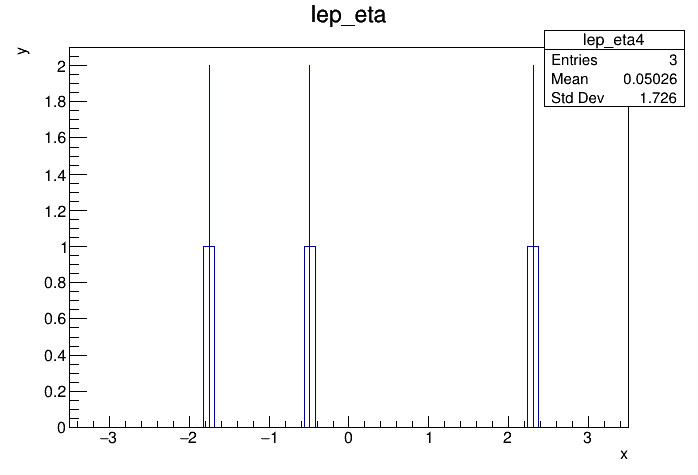 lep_eta
lep_eta4
Entries 3
Mean 0.05026
Std Dev 1.726
y
2
1.8
1.6
1.4
1.2
1
0.8
0.6
0.4
0.2
0
−3 −2 −1 0 1 2 3
x